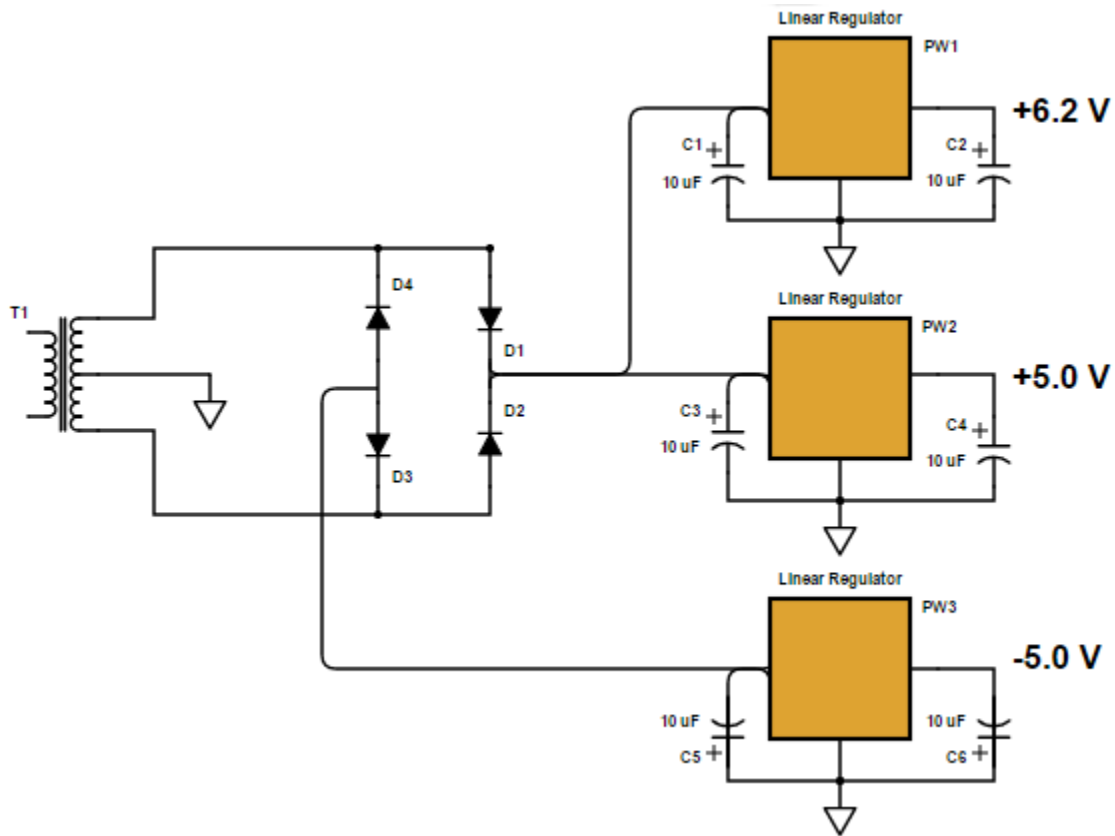 Linear Regulator
PW1
+6.2 V
C1
+
10 uF
C2
+
10 uF
T1
D4
D1
D2
D3
Linear Regulator
PW2
+5.0 V
C3
+
10 uF
C4
+
10 uF
Linear Regulator
PW3
-5.0 V
10 uF
C5
+
10 uF
C6
+